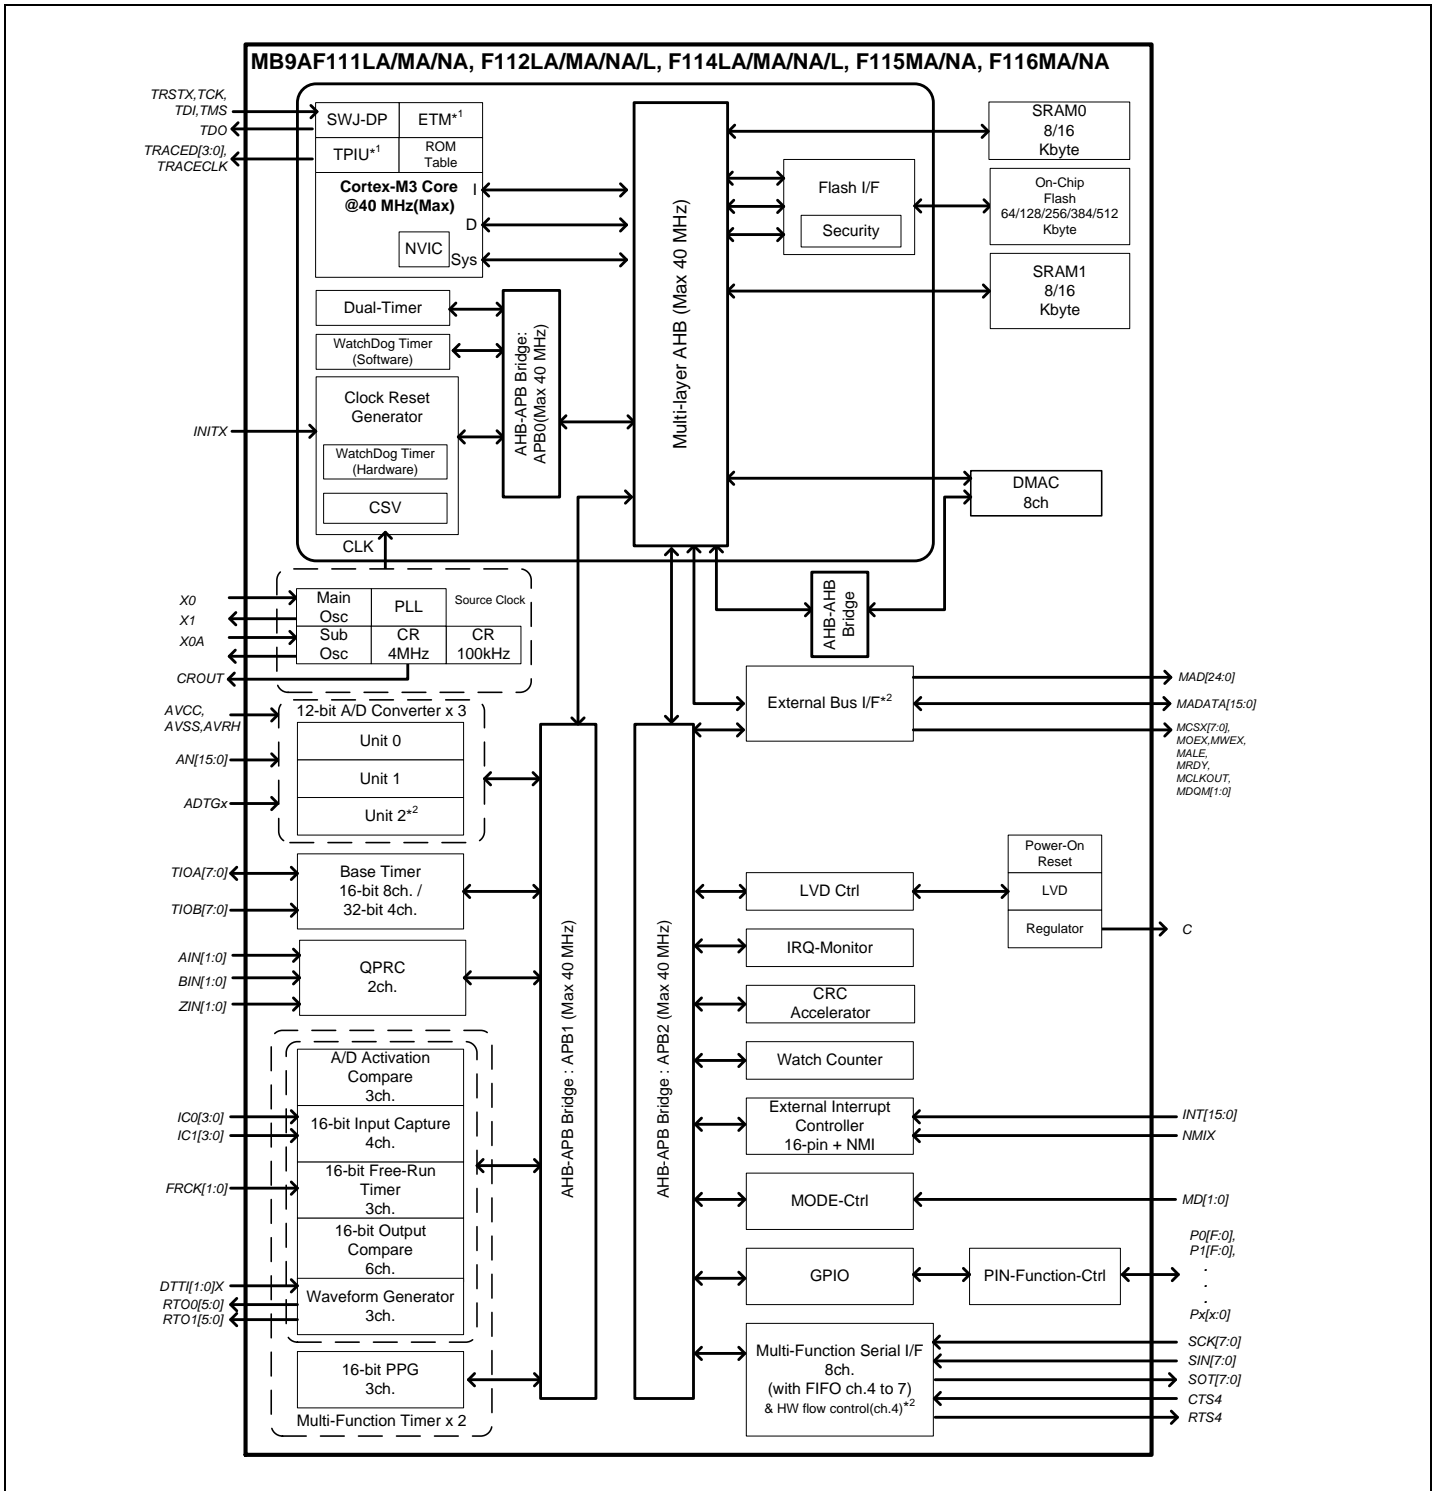 MB9AF111LA/MA/NA, F112LA/MA/NA/L, F114LA/MA/NA/L, F115MA/NA, F116MA/NA
TRSTX,TCK,
TDI,TMS
TDO
TRACED[3:0],
TRACECLK
SWJ-DP
ETM*1
TPIU*1
ROM
Table
Cortex-M3 Core
@40 MHz(Max)
I
D
NVIC
Sys
Dual-Timer
WatchDog Timer
(Software)
Clock Reset
Generator
WatchDog Timer
(Hardware)
CSV
CLK
INITX
AHB-APB Bridge:
APB0(Max 40 MHz)
Multi-layer AHB (Max 40 MHz)
Flash I/F
Security
SRAM0
8/16
Kbyte
On-Chip
Flash
64/128/256/384/512
Kbyte
SRAM1
8/16
Kbyte
DMAC
8ch
AHB-AHB
Bridge
X0
X1
X0A
CROUT
Main
Osc
PLL
Source Clock
Sub
Osc
CR
4MHz
CR
100kHz
AVCC,
AVSS,AVRH
AN[15:0]
ADTGx
12-bit A/D Converter x 3
Unit 0
Unit 1
Unit 2*2
TIOA[7:0]
TIOB[7:0]
Base Timer
16-bit 8ch. /
32-bit 4ch.
AIN[1:0]
BIN[1:0]
ZIN[1:0]
QPRC
2ch.
A/D Activation
Compare
3ch.
IC0[3:0]
IC1[3:0]
16-bit Input Capture
4ch.
FRCK[1:0]
16-bit Free-Run
Timer
3ch.
16-bit Output
Compare
6ch.
DTTI[1:0]X
RTO0[5:0]
RTO1[5:0]
Waveform Generator
3ch.
16-bit PPG
3ch.
Multi-Function Timer x 2
AHB-APB Bridge : APB1 (Max 40 MHz)
AHB-APB Bridge : APB2 (Max 40 MHz)
External Bus I/F*2
MAD[24:0]
MADATA[15:0]
MCSX[7:0],
MOEX,MWEX,
MALE,
MRDY,
MCLKOUT,
MDQM[1:0]
Power-On
Reset
LVD Ctrl
LVD
Regulator
C
IRQ-Monitor
CRC
Accelerator
Watch Counter
External Interrupt
Controller
16-pin + NMI
INT[15:0]
NMIX
MODE-Ctrl
MD[1:0]
GPIO
PIN-Function-Ctrl
P0[F:0],
P1[F:0],
.
.
.
Px[x:0]
Multi-Function Serial I/F
8ch.
(with FIFO ch.4 to 7)
& HW flow control(ch.4)*2
SCK[7:0]
SIN[7:0]
SOT[7:0]
CTS4
RTS4